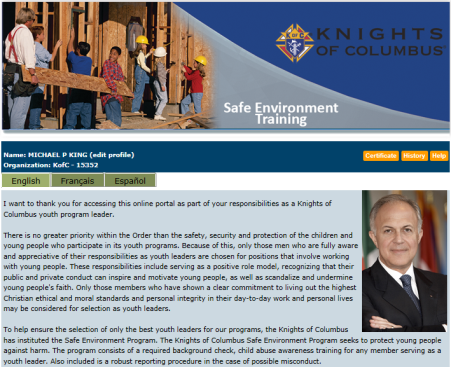 KNIGHTS
OF COLUMBUS®
K of C
Safe Environment
Training
Name: MICHAEL P KING (edit profile)
Certificate History Help
Organization: KofC - 15352
English Français Español
I want to thank you for accessing this online portal as part of your responsibilities as a Knights of
Columbus youth program leader.
There is no greater priority within the Order than the safety, security and protection of the children and
young people who participate in its youth programs. Because of this, only those men who are fully aware
and appreciative of their responsibilities as youth leaders are chosen for positions that involve working
with young people. These responsibilities include serving as a positive role model, recognizing that their
public and private conduct can inspire and motivate young people, as well as scandalize and undermine
young people's faith. Only those members who have shown a clear commitment to living out the highest
Christian ethical and moral standards and personal integrity in their day-to-day work and personal lives
may be considered for selection as youth leaders.
To help ensure the selection of only the best youth leaders for our programs, the Knights of Columbus
has instituted the Safe Environment Program. The Knights of Columbus Safe Environment Program seeks to protect young people
against harm. The program consists of a required background check, child abuse awareness training for any member serving as a
youth leader. Also included is a robust reporting procedure in the case of possible misconduct.